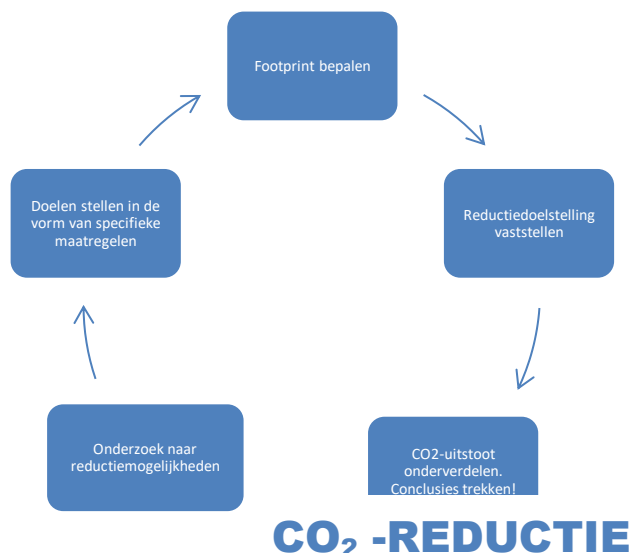 Footprint bepalen
Reductiedoelstelling
vaststellen
CO2-uitstoot
onderverdelen.
Conclusies trekken!
Onderzoek naar
reductiemogelijkheden
Doelen stellen in de
vorm van specifieke
maatregelen
CO₂ -REDUCTIE